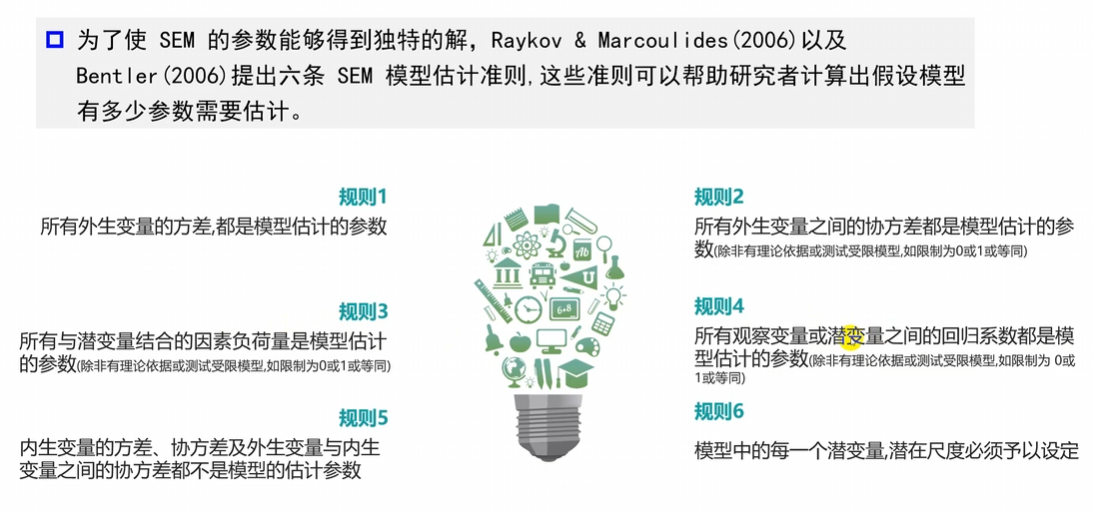 为了使 SEM 的参数能够得到独特的解，Raykov & Marcoulides(2006)以及
Bentler(2006)提出六条 SEM 模型估计准则,这些准则可以帮助研究者计算出假设模型
有多少参数需要估计。
规则1
所有外生变量的方差,都是模型估计的参数
规则2
所有外生变量之间的协方差都是模型估计的参
数(除非有理论依据或测试受限模型,如限制为0或1或等同)
规则3
所有与潜变量结合的因素负荷量是模型估计
的参数(除非有理论依据或测试受限模型,如限制为0或1或等同)
规则4
所有观察变量或潜变量之间的回归系数都是模
型估计的参数(除非有理论依据或测试受限模型,如限制为 0或
1或等同)
规则5
内生变量的方差、协方差及外生变量与内生
变量之间的协方差都不是模型的估计参数
规则6
模型中的每一个潜变量,潜在尺度必须予以设定
Ab
6+8